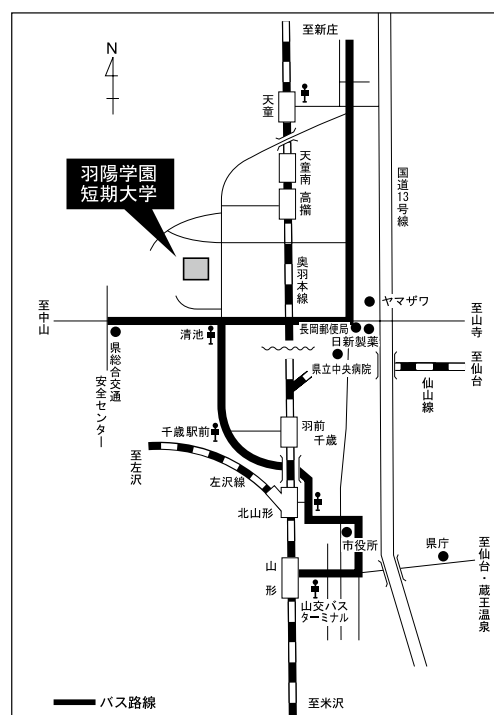 至新庄
N
天童
羽陽学園
短期大学
天童南
高擶
国道13号線
奥羽本線
ヤマザワ
至中山
至山寺
長岡郵便局
清池
日新製薬
県総合交通
安全センター
県立中央病院
至仙台
仙山線
千歳駅前
羽前
千歳
至左沢
左沢線
北山形
市役所
県庁
至仙台・蔵王温泉
山形
山交バス
ターミナル
バス路線
至米沢